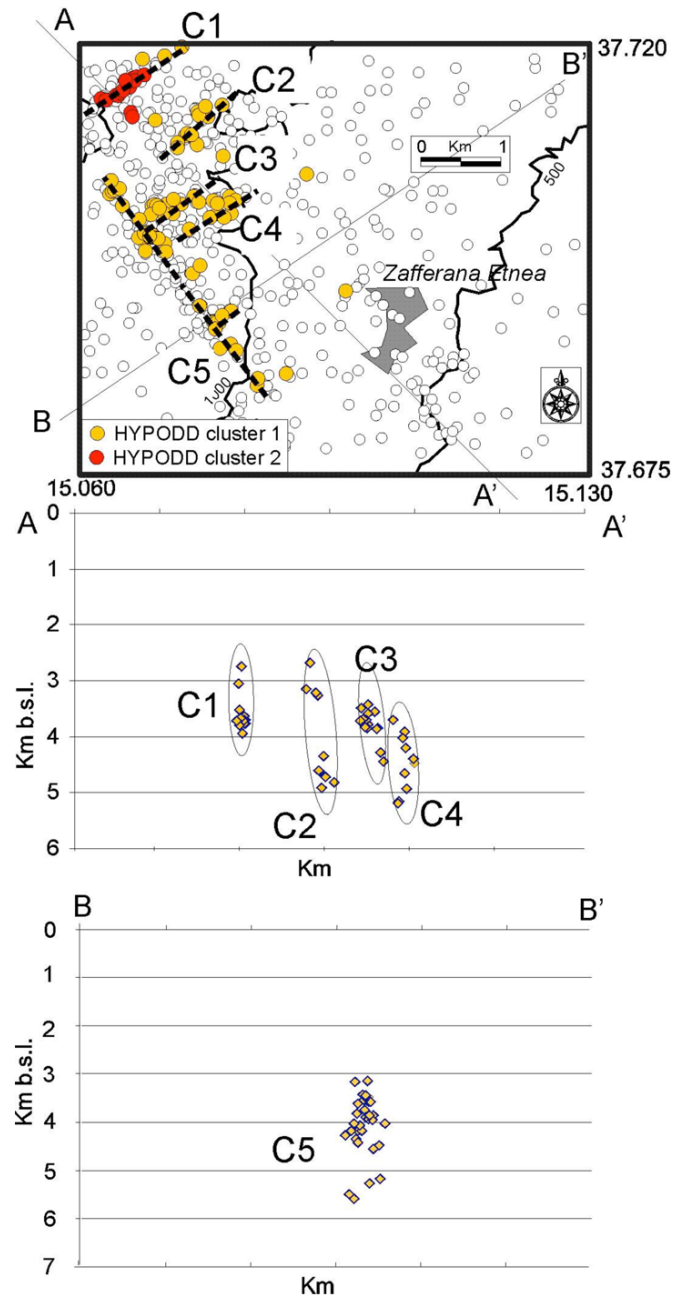 A
C1
37.720
B'
C2
0 Km 1
C3
500
C4
Zafferana Etnea
C5
1000
B
HYPODD cluster 1
HYPODD cluster 2
37.675
15.060
A'
15.130
A
A'
0
1
2
C3
3
C1
4
5
C2
C4
6
Km b.s.l.
Km
B
B'
0
1
2
3
4
C5
5
6
7
Km b.s.l.
Km